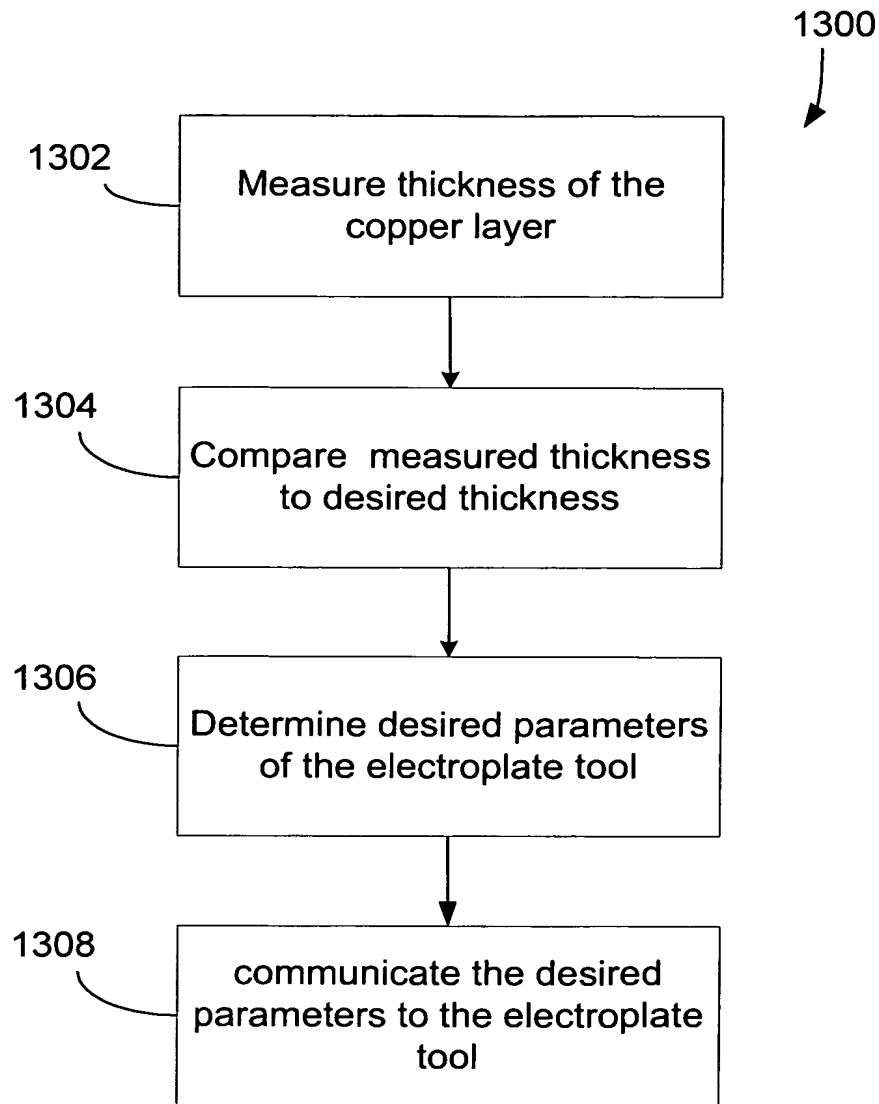 1300
1302
Measure thickness of the
copper layer
1304
Compare measured thickness
to desired thickness
1306
Determine desired parameters
of the electroplate tool
1308
communicate the desired
parameters to the electroplate
tool